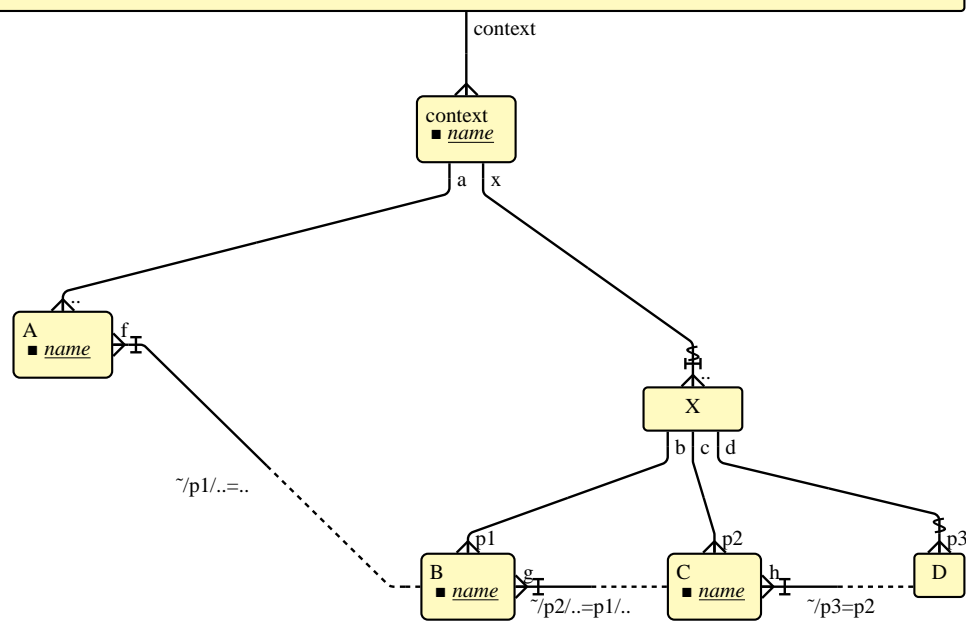 context
context
■ name
a
x
..
A
f
■ name
..
X
b
c
d
~/p1/..=..
p1
p2
p3
B
g
C
h
D
■ name
■ name
~/p2/..=p1/..
~/p3=p2